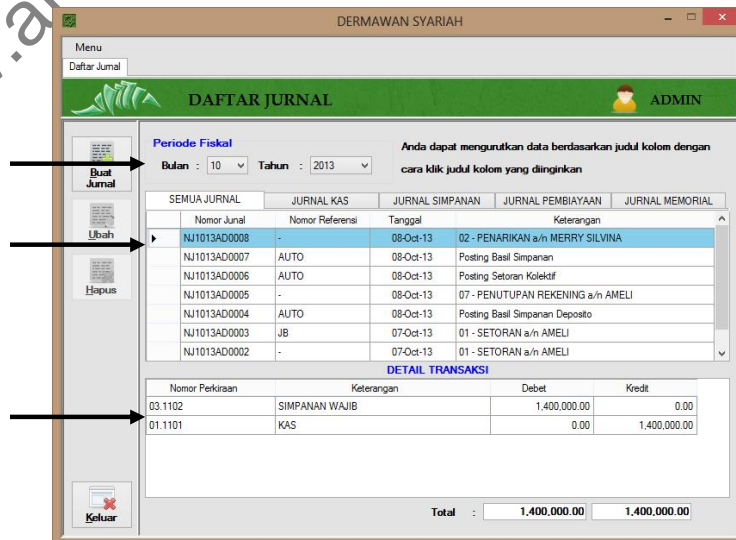 DERMAWAN SYARIAH
Menu
Daftar Jurnal
DAFTAR JURNAL
ADMIN
Periode Fiskal
Bulan : 10 Tahun : 2013
Anda dapat mengurutkan data berdasarkan judul kolom dengan
cara klik judul kolom yang diinginkan
Buat
Jurnal
Ubah
Hapus
SEMUA JURNAL JURNAL KAS JURNAL SIMPANAN JURNAL PEMBIAYAAN JURNAL MEMORIAL
Nomor Junal Nomor Referensi Tanggal Keterangan
NJ1013AD0008 - 08-Oct-13 02 - PENARIKAN a/n MERRY SILVINA
NJ1013AD0007 AUTO 08-Oct-13 Posting Basil Simpanan
NJ1013AD0006 AUTO 08-Oct-13 Posting Setoran Kolektif
NJ1013AD0005 - 08-Oct-13 07 - PENUTUPAN REKENING a/n AMELI
NJ1013AD0004 AUTO 08-Oct-13 Posting Basil Simpanan Deposito
NJ1013AD0003 JB 07-Oct-13 01 - SETORAN a/n AMELI
NJ1013AD0002 - 07-Oct-13 01 - SETORAN a/n AMELI
DETAIL TRANSAKSI
Nomor Perkiraan Keterangan Debet Kredit
03.1102 SIMPANAN WAJIB 1,400,000.00 0.00
01.1101 KAS 0.00 1,400,000.00
Total : 1,400,000.00 1,400,000.00
Keluar